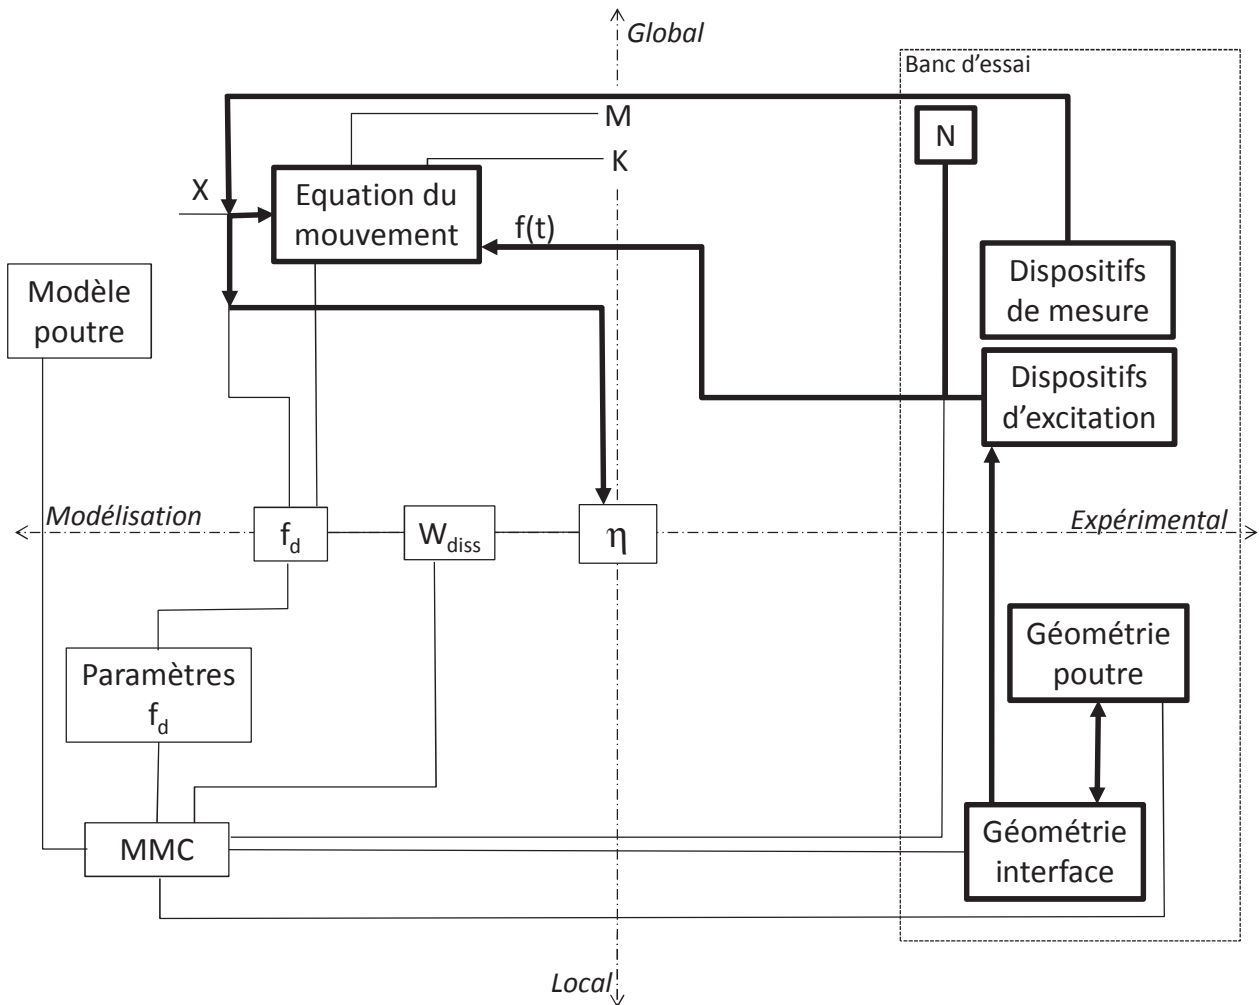 Global
Banc d'essai
M
N
K
X
Equation du
mouvement
f(t)
Dispositifs
de mesure
Modèle
poutre
Dispositifs
d'excitation
Modélisation
Expérimental
f_d
W_diss
η
Géométrie
poutre
Paramètres
f_d
MMC
Géométrie
interface
Local